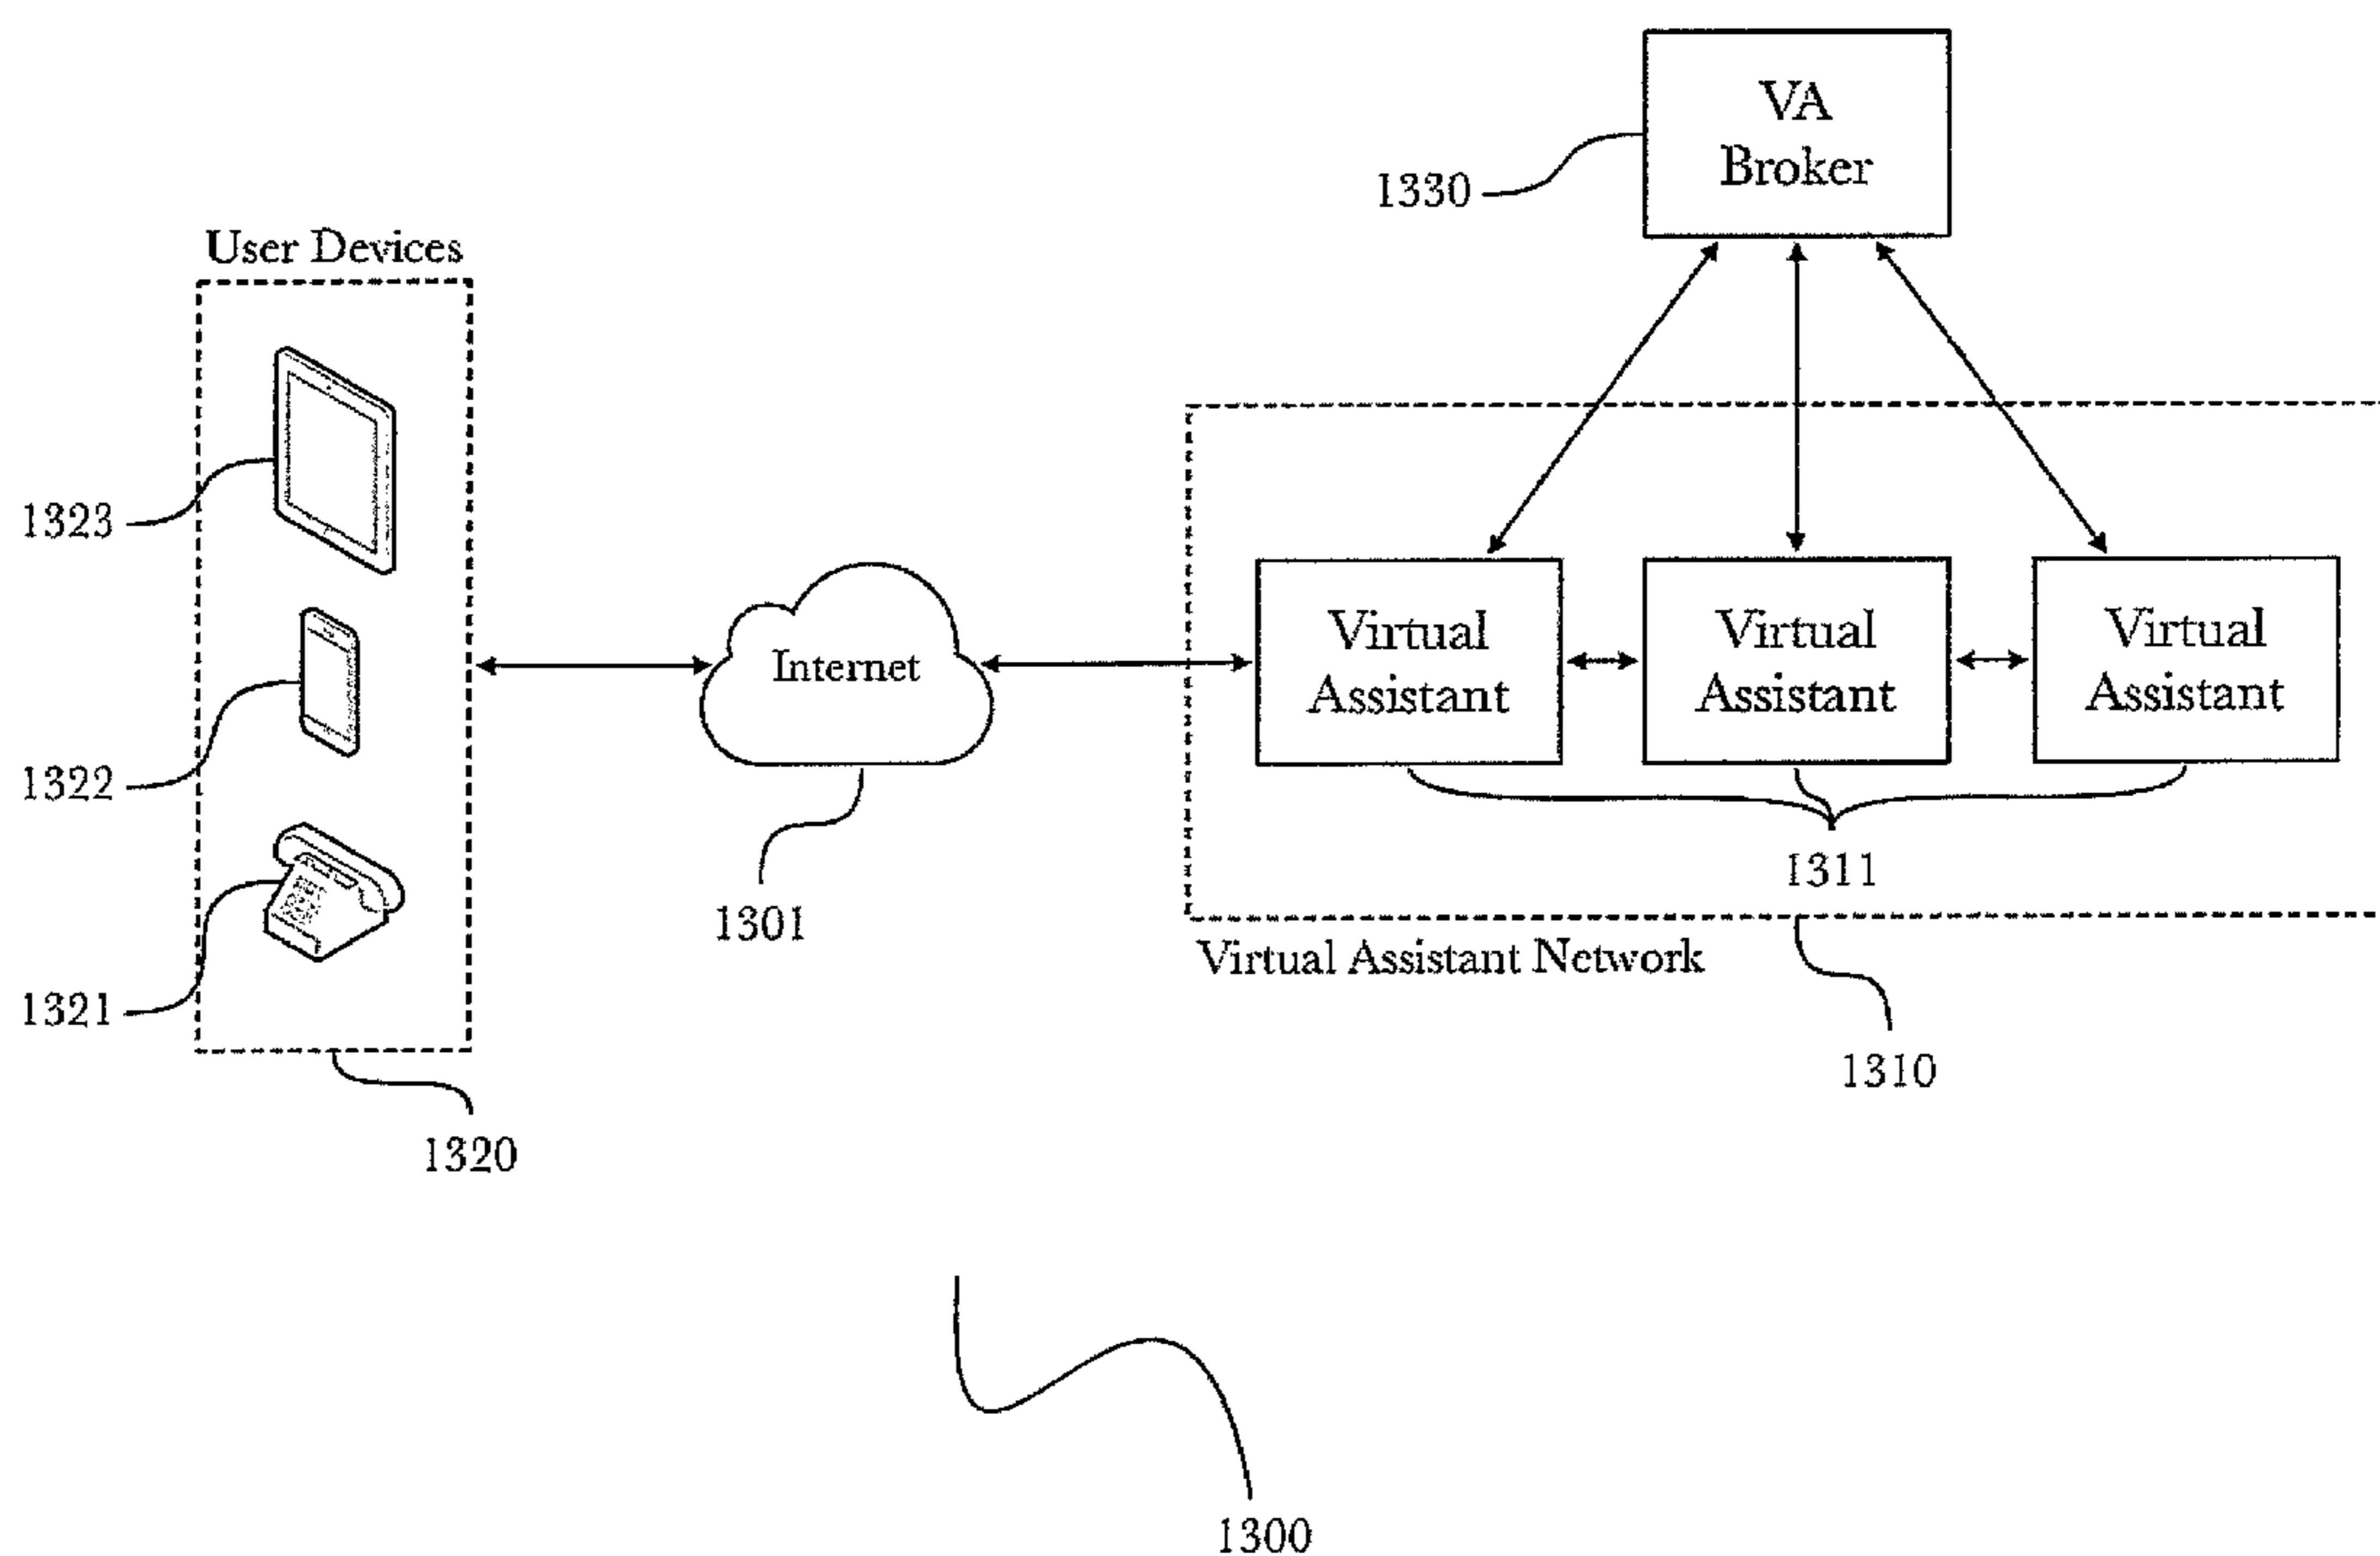 VA
Broker
1330
User Devices
1323
1322
1321
1320
Internet
1301
Virtual
Assistant
Virtual
Assistant
Virtual
Assistant
1311
Virtual Assistant Network
1310
1300